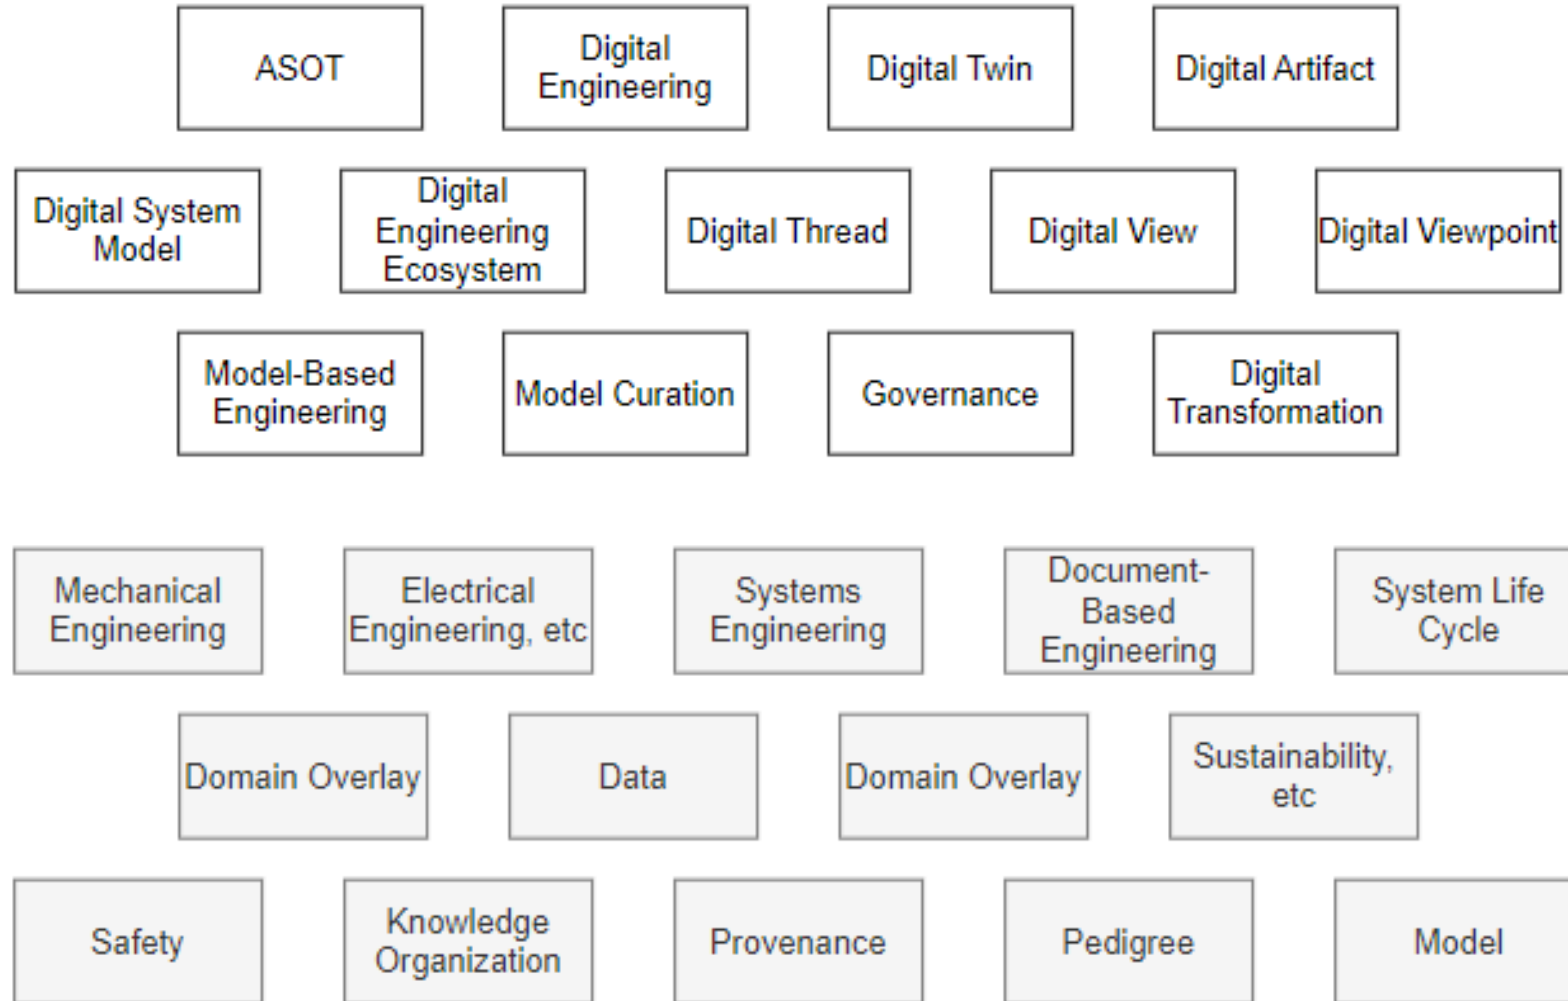 ASOT
Digital
Engineering
Digital Twin
Digital Artifact
Digital System
Model
Digital
Engineering
Ecosystem
Digital Thread
Digital View
Digital Viewpoint
Model-Based
Engineering
Model Curation
Governance
Digital
Transformation
Mechanical
Engineering
Electrical
Engineering, etc
Systems
Engineering
Document-
Based
Engineering
System Life
Cycle
Domain Overlay
Data
Domain Overlay
Sustainability,
etc
Safety
Knowledge
Organization
Provenance
Pedigree
Model